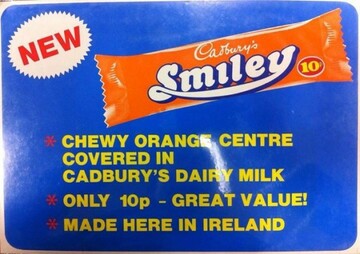 NEW
Cadbury's
Smiley
10p
* CHEWY ORANGE CENTRE
COVERED IN
CADBURY'S DAIRY MILK
* ONLY 10p - GREAT VALUE!
* MADE HERE IN IRELAND